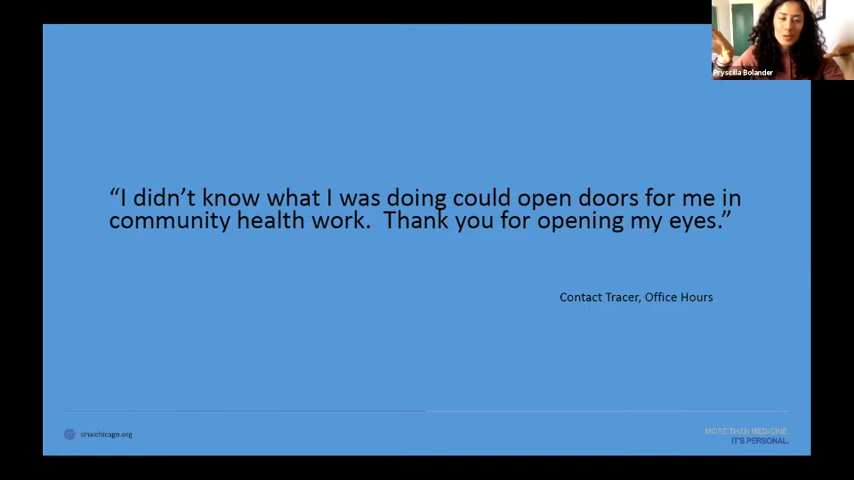 Pryscilla Bolander
“I didn’t know what I was doing could open doors for me in
community health work.  Thank you for opening my eyes.”
Contact Tracer, Office Hours
sinaichicago.org
MORE THAN MEDICINE.
IT'S PERSONAL.